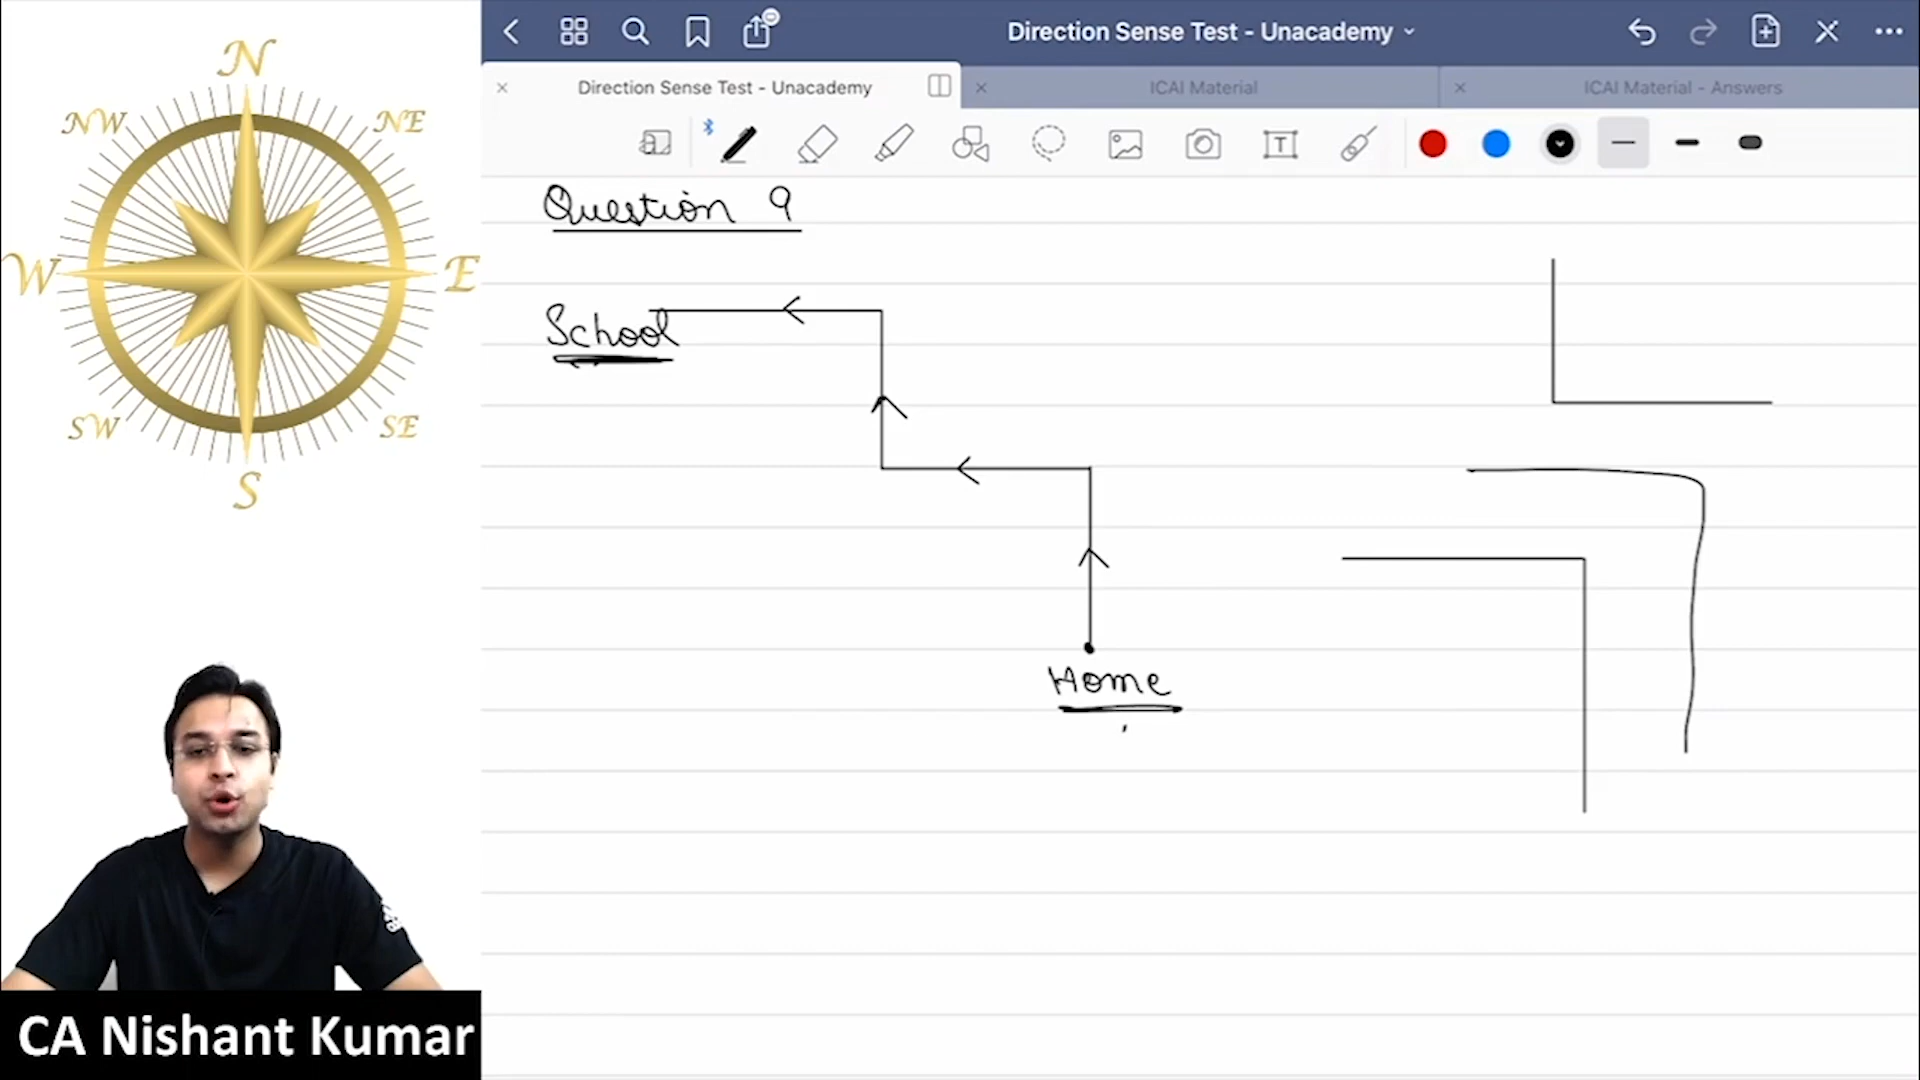 N
NW NE
W E
SW SE
S
CA Nishant Kumar
Direction Sense Test - Unacademy
Direction Sense Test - Unacademy
ICAI Material
ICAI Material - Answers
T
Question 9
School
Home